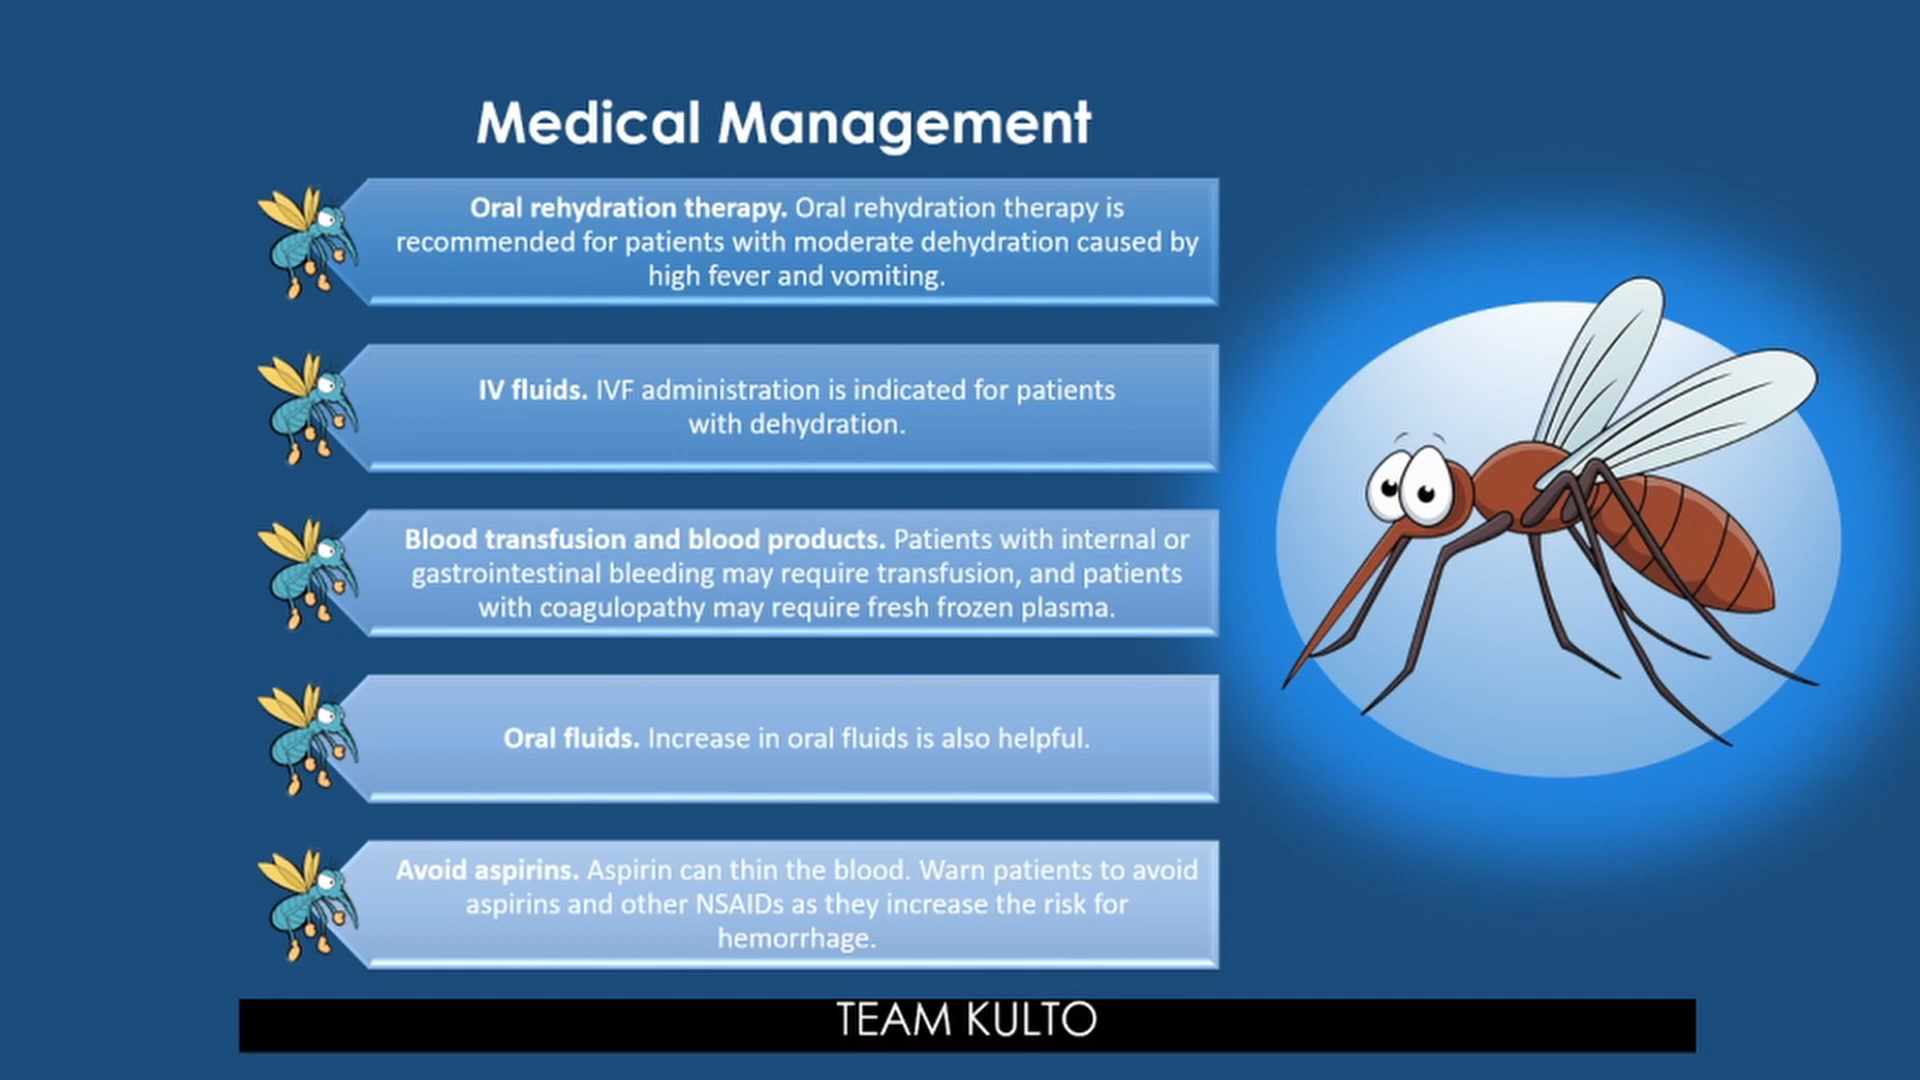 Medical Management
Oral rehydration therapy. Oral rehydration therapy is
recommended for patients with moderate dehydration caused by
high fever and vomiting.
IV fluids. IVF administration is indicated for patients
with dehydration.
Blood transfusion and blood products. Patients with internal or
gastrointestinal bleeding may require transfusion, and patients
with coagulopathy may require fresh frozen plasma.
Oral fluids. Increase in oral fluids is also helpful.
Avoid aspirins. Aspirin can thin the blood. Warn patients to avoid
aspirins and other NSAIDs as they increase the risk for
hemorrhage.
TEAM KULTO